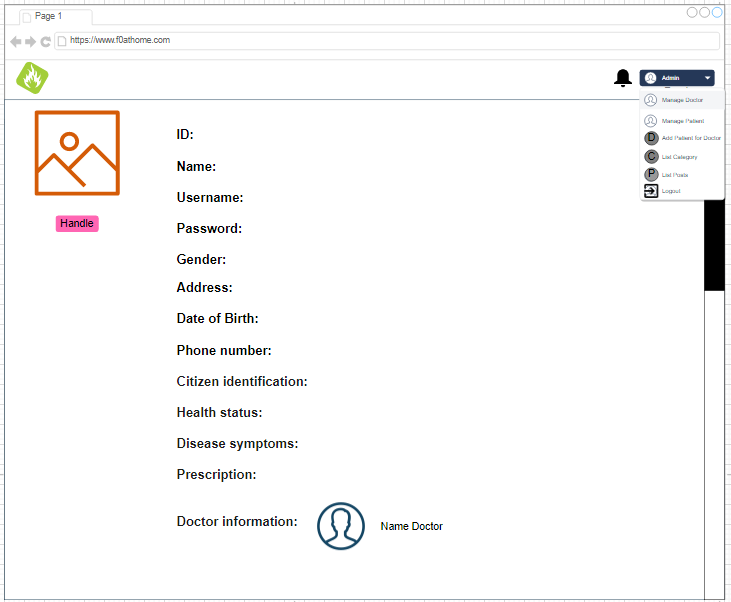 Page 1
https://www.f0athome.com
Admin
Manage Doctor
Manage Patient
D Add Patient for Doctor
C List Category
P List Posts
Logout
Handle
ID:
Name:
Username:
Password:
Gender:
Address:
Date of Birth:
Phone number:
Citizen identification:
Health status:
Disease symptoms:
Prescription:
Doctor information: Name Doctor